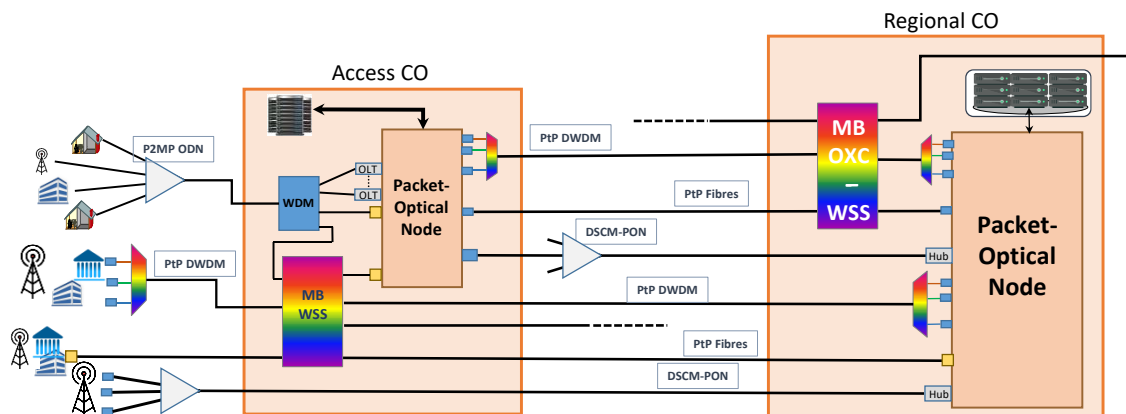 Regional CO
Access CO
P2MP ODN
PtP DWDM
MB
OXC
–
WSS
OLT
OLT
WDM
Packet-
Optical
Node
PtP Fibres
Packet-
Optical
Node
DSCM-PON
Hub
PtP DWDM
MB
WSS
PtP DWDM
PtP Fibres
DSCM-PON
Hub